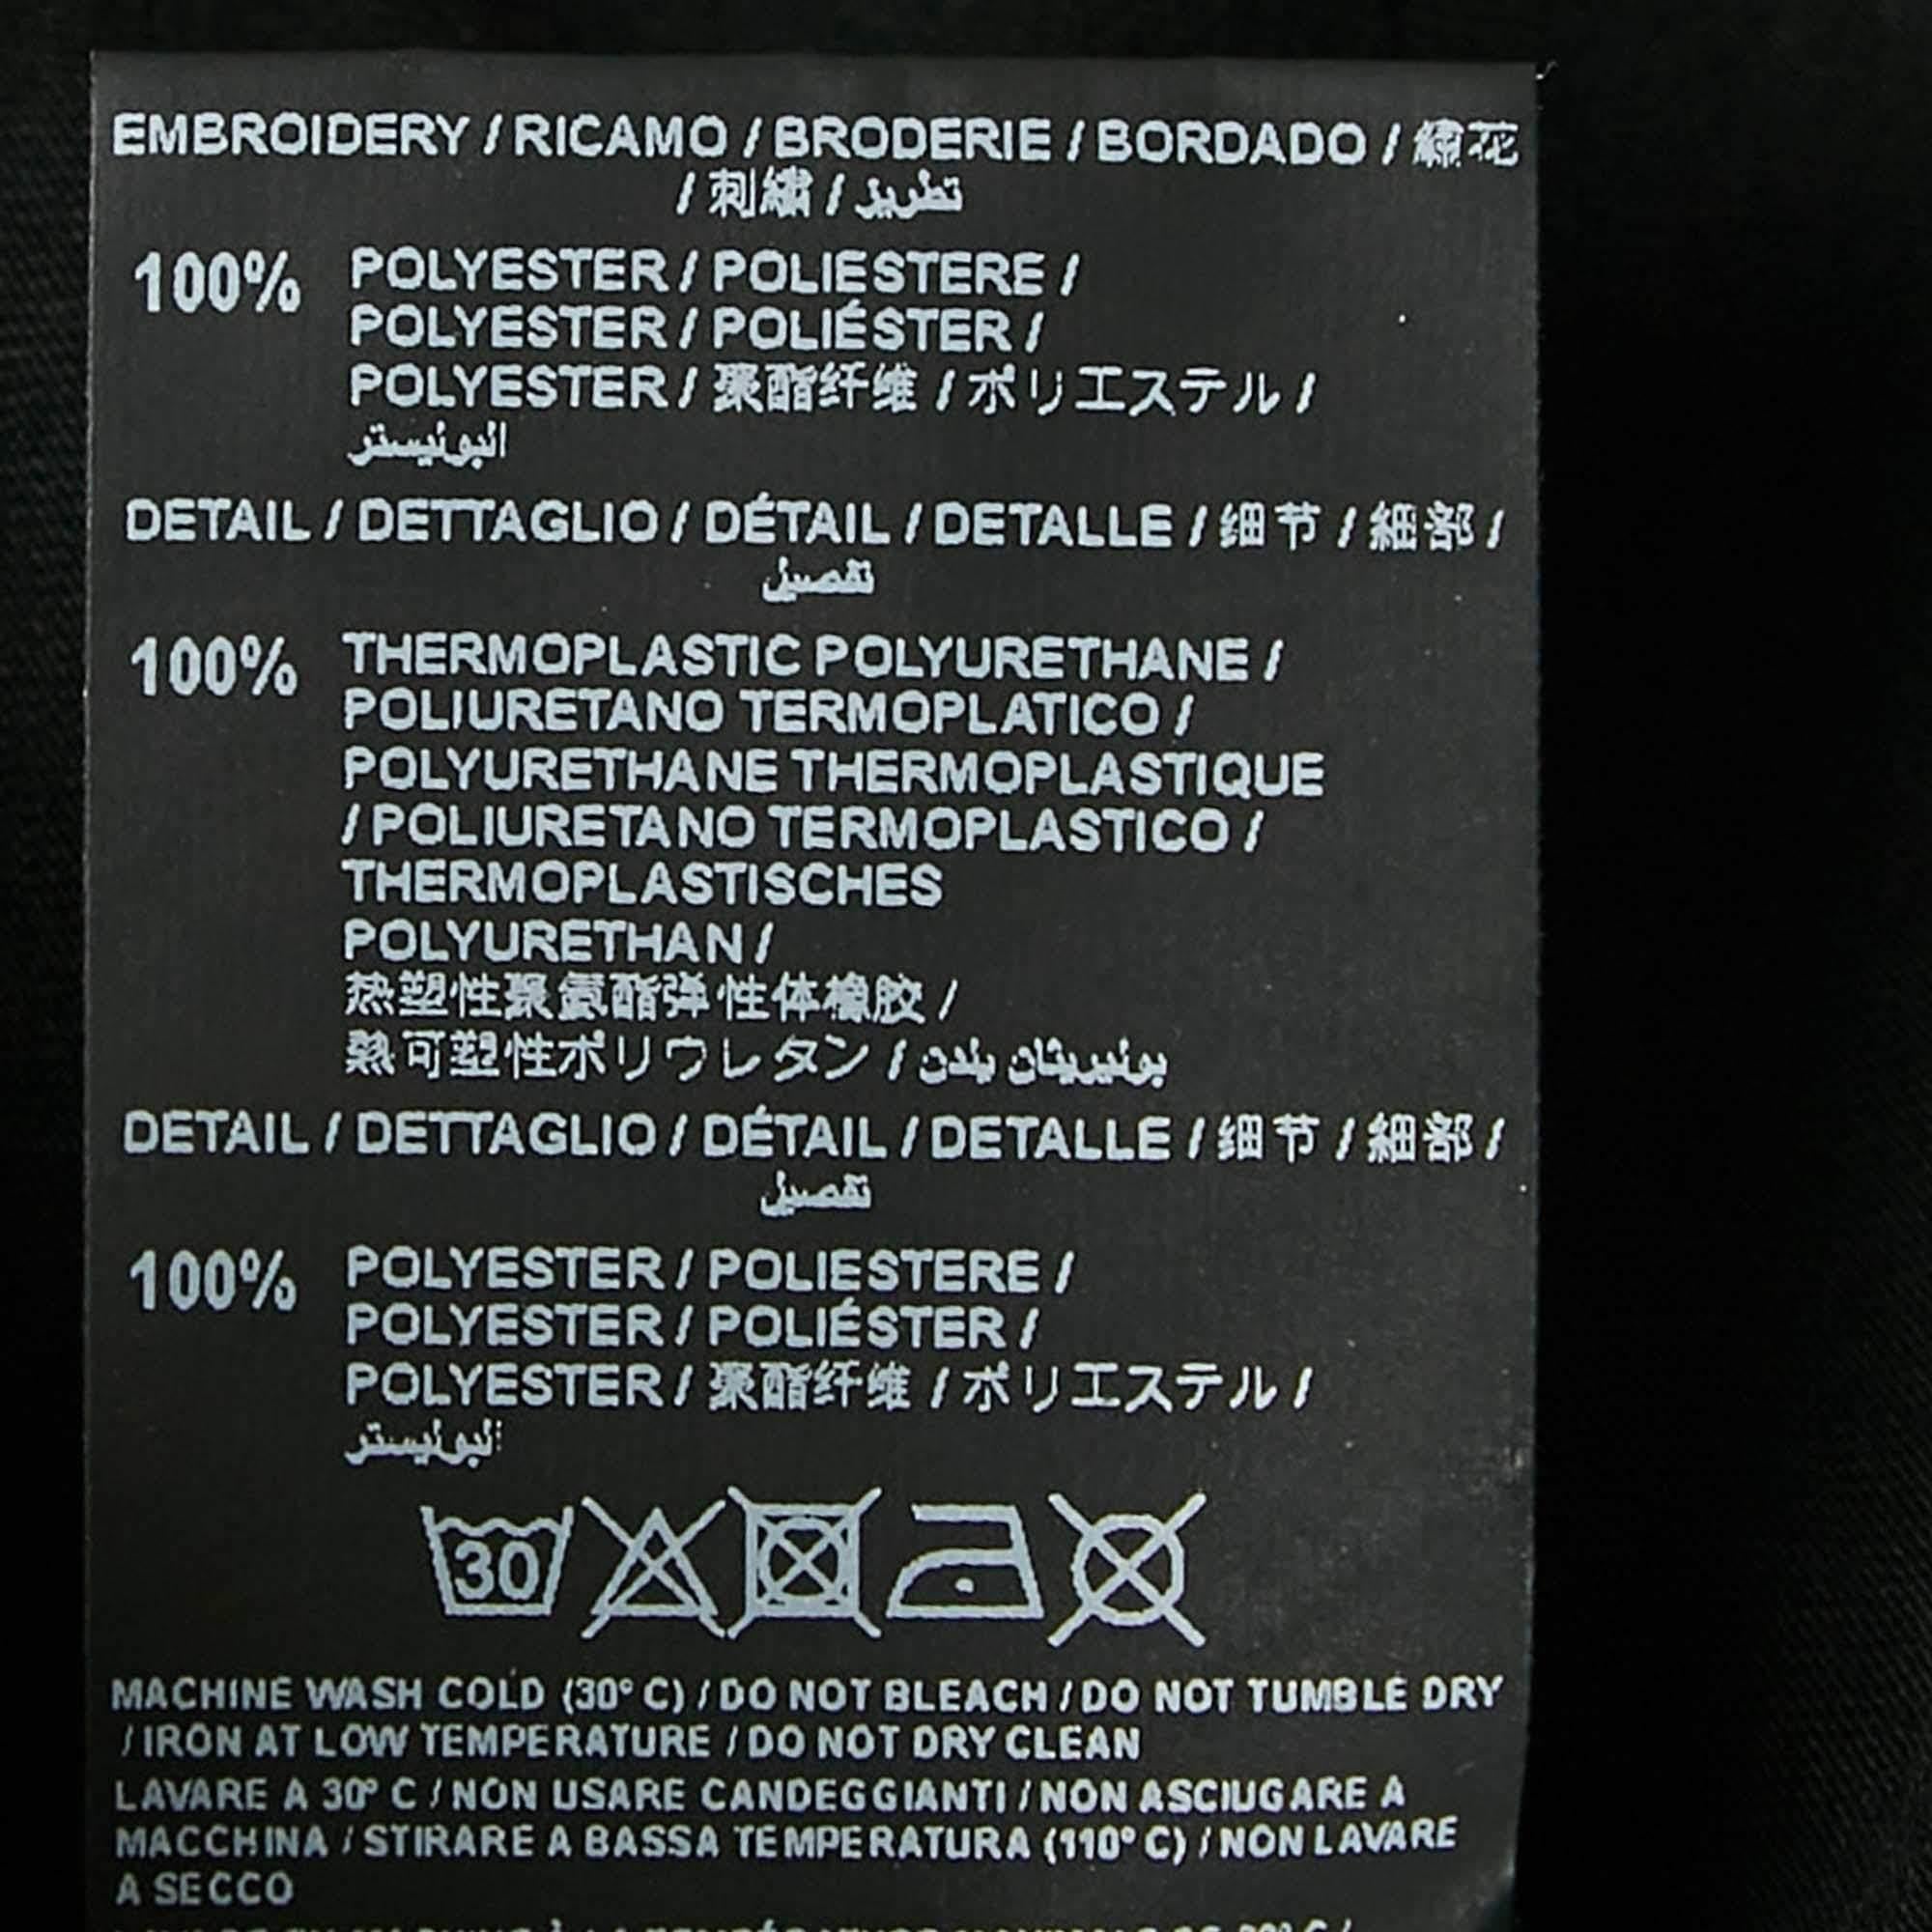 EMBROIDERY / RICAMO / BRODERIE / BORDADO / 繡花
/ 刺繍 / تطريز
100% POLYESTER / POLIESTERE /
POLYESTER / POLIÉSTER /
POLYESTER / 聚酯纤维 / ポリエステル /
البوليستر
DETAIL / DETTAGLIO / DÉTAIL / DETALLE / 细节 / 細部 /
تفصيل
100% THERMOPLASTIC POLYURETHANE /
POLIURETANO TERMOPLATICO /
POLYURETHANE THERMOPLASTIQUE
/ POLIURETANO TERMOPLASTICO /
THERMOPLASTISCHES
POLYURETHAN /
热塑性聚氨酯弹性体橡胶 /
熱可塑性ポリウレタン / بوليريثان يلدن
DETAIL / DETTAGLIO / DÉTAIL / DETALLE / 细节 / 細部 /
تفصيل
100% POLYESTER / POLIESTERE /
POLYESTER / POLIÉSTER /
POLYESTER / 聚酯纤维 / ポリエステル /
البوليستر
30
MACHINE WASH COLD (30° C) / DO NOT BLEACH / DO NOT TUMBLE DRY
/ IRON AT LOW TEMPERATURE / DO NOT DRY CLEAN
LAVARE A 30° C / NON USARE CANDEGGIANTI / NON ASCIUGARE A
MACCHINA / STIRARE A BASSA TEMPERATURA (110° C) / NON LAVARE
A SECCO